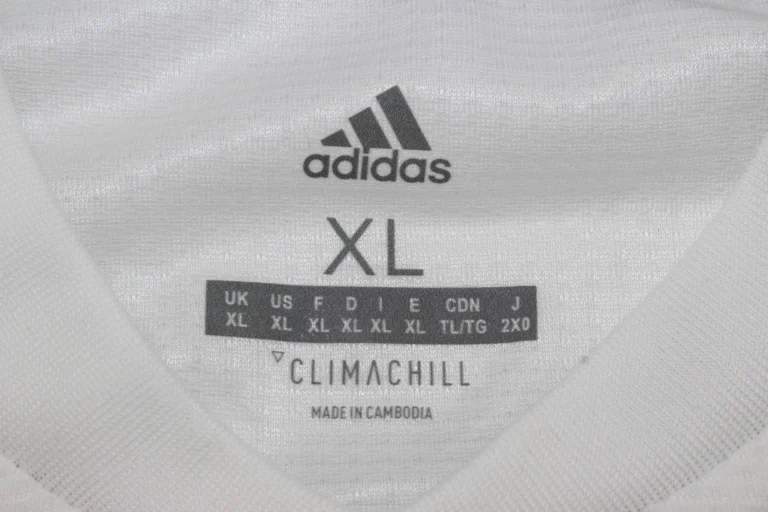 adidas
XL
UK US F D I E CDN J
XL XL XL XL XL XL TL/TG 2XO
CLIMACHILL
MADE IN CAMBODIA